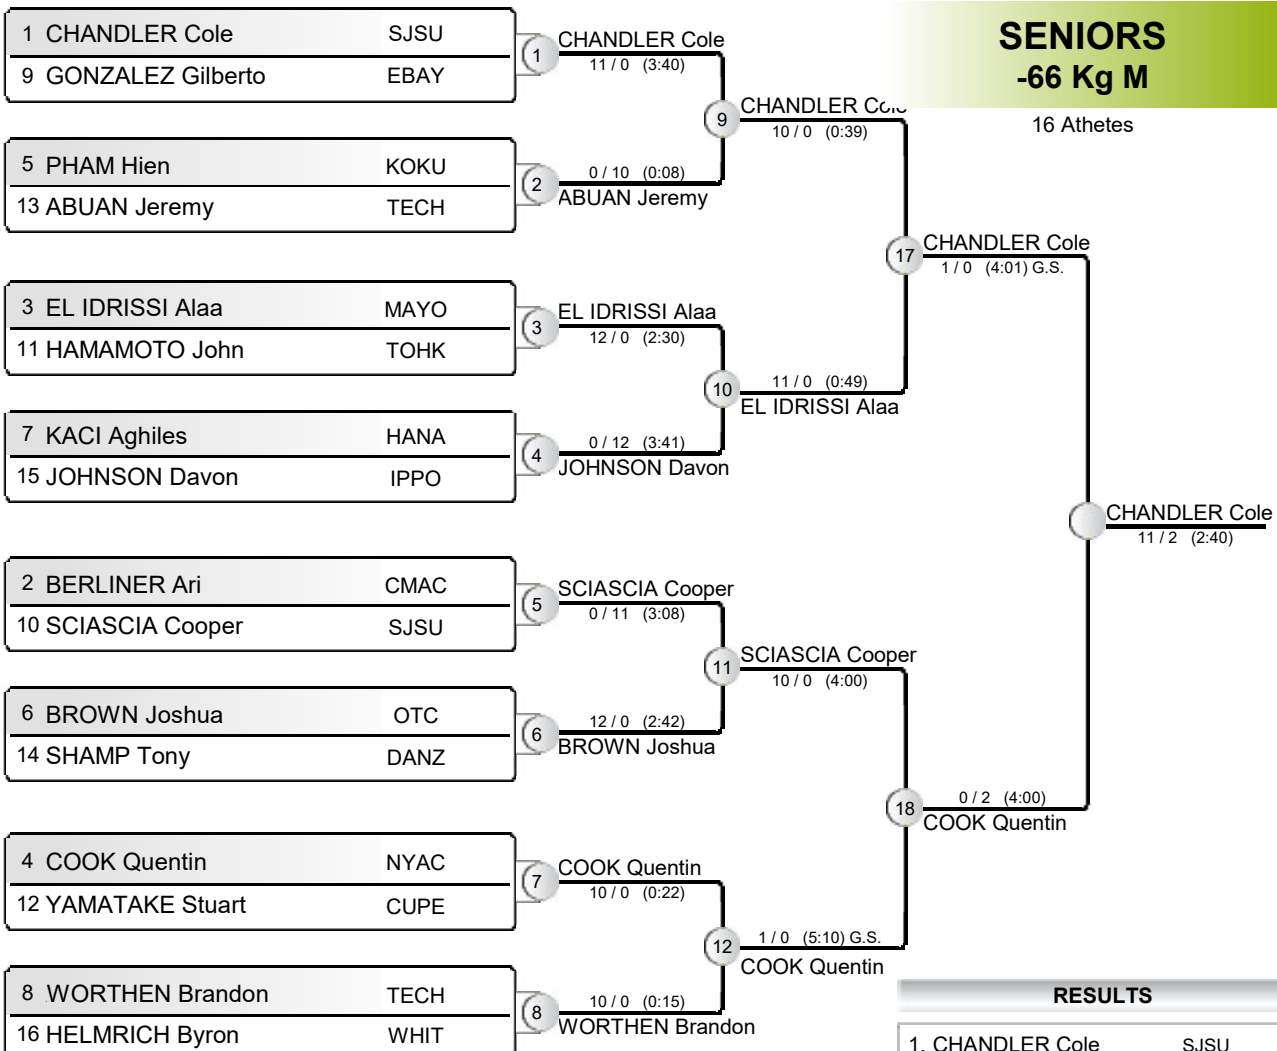 SENIORS
-66 Kg M
16 Athetes
1 CHANDLER Cole SJSU
9 GONZALEZ Gilberto EBAY
1
CHANDLER Cole
11 / 0 (3:40)
5 PHAM Hien KOKU
13 ABUAN Jeremy TECH
2
0 / 10 (0:08)
ABUAN Jeremy
9
CHANDLER Cole
10 / 0 (0:39)
3 EL IDRISSI Alaa MAYO
11 HAMAMOTO John TOHK
3
EL IDRISSI Alaa
12 / 0 (2:30)
7 KACI Aghiles HANA
15 JOHNSON Davon IPPO
4
0 / 12 (3:41)
JOHNSON Davon
10
11 / 0 (0:49)
EL IDRISSI Alaa
17
CHANDLER Cole
1 / 0 (4:01) G.S.
2 BERLINER Ari CMAC
10 SCIASCIA Cooper SJSU
5
SCIASCIA Cooper
0 / 11 (3:08)
6 BROWN Joshua OTC
14 SHAMP Tony DANZ
6
12 / 0 (2:42)
BROWN Joshua
11
SCIASCIA Cooper
10 / 0 (4:00)
4 COOK Quentin NYAC
12 YAMATAKE Stuart CUPE
7
COOK Quentin
10 / 0 (0:22)
8 WORTHEN Brandon TECH
16 HELMRICH Byron WHIT
8
10 / 0 (0:15)
WORTHEN Brandon
12
1 / 0 (5:10) G.S.
COOK Quentin
18
0 / 2 (4:00)
COOK Quentin
CHANDLER Cole
11 / 2 (2:40)
RESULTS
1. CHANDLER Cole SJSU